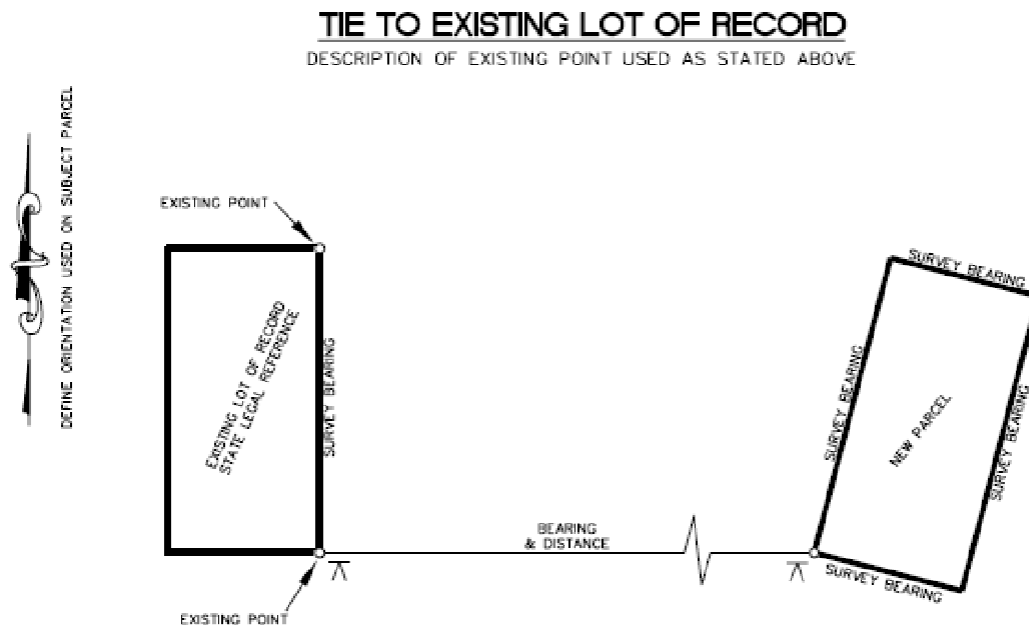 TIE TO EXISTING LOT OF RECORD
DESCRIPTION OF EXISTING POINT USED AS STATED ABOVE
DEFINE ORIENTATION USED ON SUBJECT PARCEL
EXISTING POINT
EXISTING LOT OF RECORD
STATE LEGAL REFERENCE
SURVEY BEARING
EXISTING POINT
BEARING
& DISTANCE
SURVEY BEARING
SURVEY BEARING
NEW PARCEL
SURVEY BEARING
SURVEY BEARING